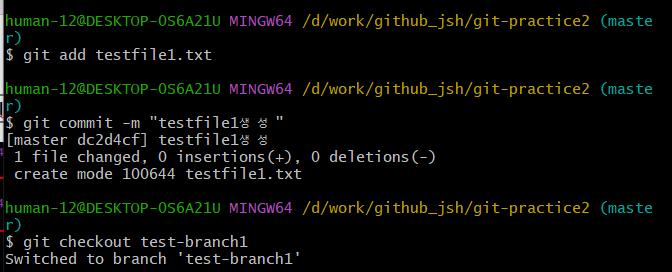 human-12@DESKTOP-OS6A21U MINGW64 /d/work/github_jsh/git-practice2 (maste
r)
$ git add testfile1.txt
human-12@DESKTOP-OS6A21U MINGW64 /d/work/github_jsh/git-practice2 (maste
r)
$ git commit -m "testfile1생 성 "
[master dc2d4cf] testfile1생 성
 1 file changed, 0 insertions(+), 0 deletions(-)
 create mode 100644 testfile1.txt
human-12@DESKTOP-OS6A21U MINGW64 /d/work/github_jsh/git-practice2 (maste
r)
$ git checkout test-branch1
Switched to branch 'test-branch1'